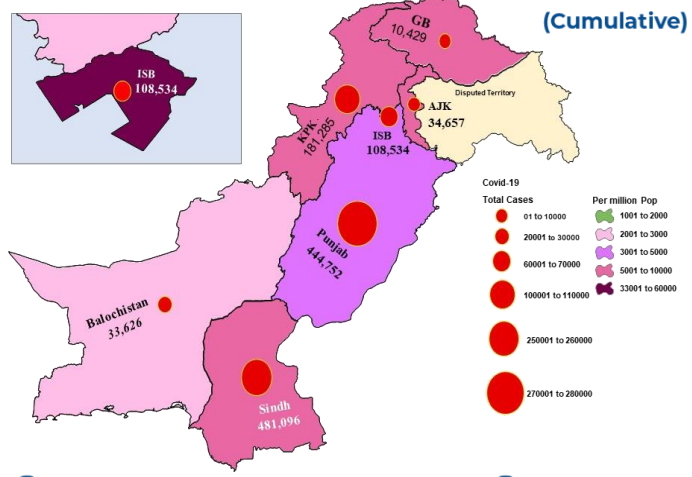 (Cumulative)
GB
10,429
ISB
108,534
Disputed Territory
AJK
34,657
KPK
181,285
ISB
108,534
Covid-19
Total Cases
Per million Pop
01 to 10000
1001 to 2000
20001 to 30000
2001 to 3000
3001 to 5000
60001 to 70000
5001 to 10000
33001 to 60000
100001 to 110000
250001 to 260000
270001 to 280000
Punjab
444,752
Balochistan
33,626
Sindh
481,096